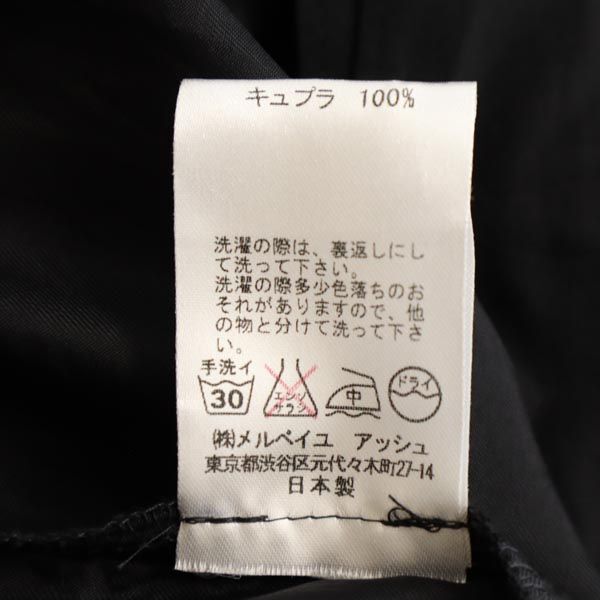 キュプラ 100%
洗濯の際は、裏返しにし
て洗って下さい。
洗濯の際多少色落ちのお
それがありますので、他
の物と分けて洗って下さ
い。
手洗イ
30
エンソ
サラシ
中
ドライ
㈱メルベイユ アッシュ
東京都渋谷区元代々木町27-14
日本製